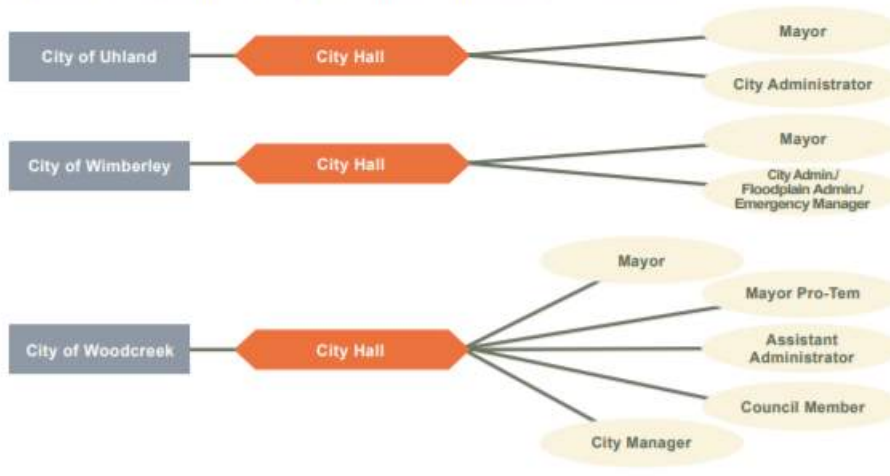 City of Uhland
City Hall
Mayor
City Administrator
City of Wimberley
City Hall
Mayor
City Admin./
Floodplain Admin./
Emergency Manager
City of Woodcreek
City Hall
Mayor
Mayor Pro-Tem
Assistant
Administrator
Council Member
City Manager